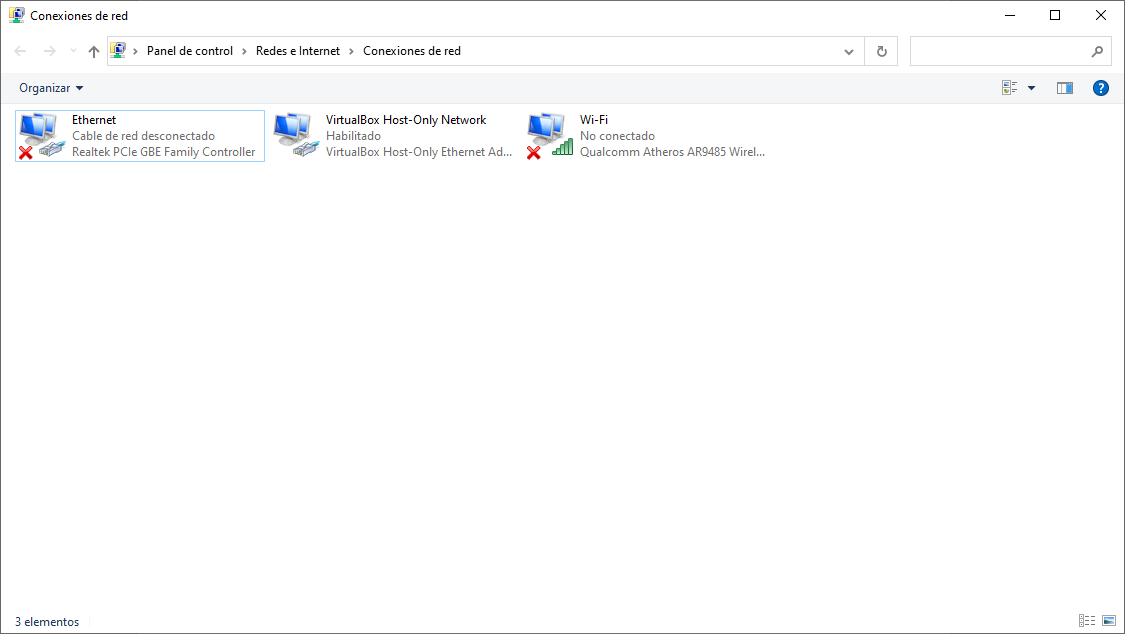 Conexiones de red
Panel de control > Redes e Internet > Conexiones de red
Organizar
Ethernet
Cable de red desconectado
Realtek PCIe GBE Family Controller
VirtualBox Host-Only Network
Habilitado
VirtualBox Host-Only Ethernet Ad...
Wi-Fi
No conectado
Qualcomm Atheros AR9485 Wirel...
3 elementos